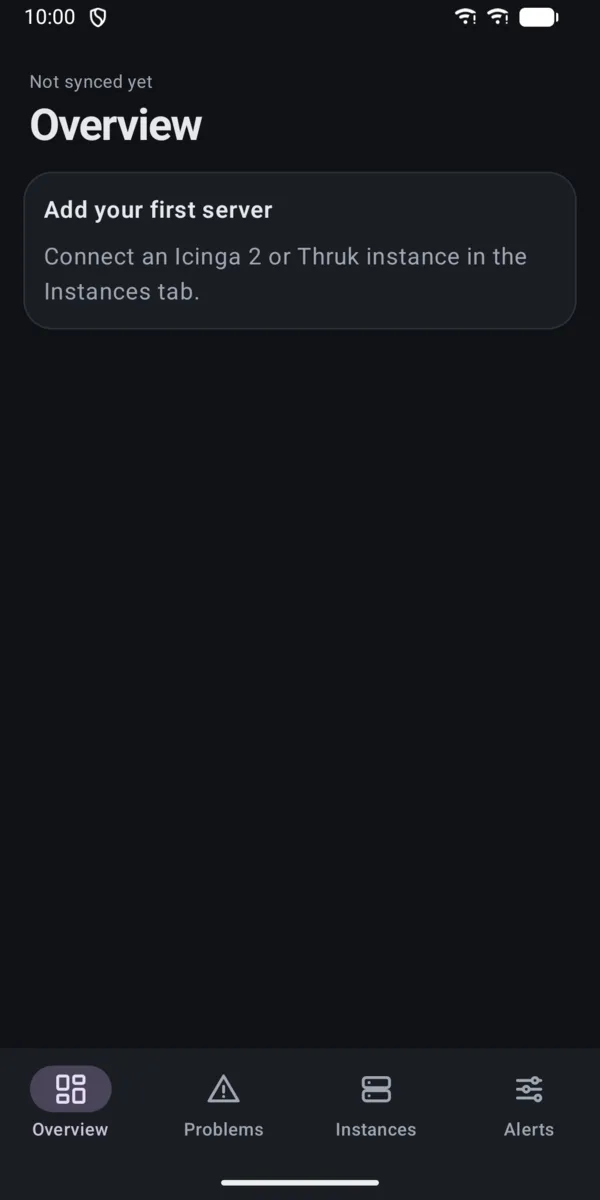 10:00
Not synced yet
Overview
Add your first server
Connect an Icinga 2 or Thruk instance in the
Instances tab.
Overview
Problems
Instances
Alerts